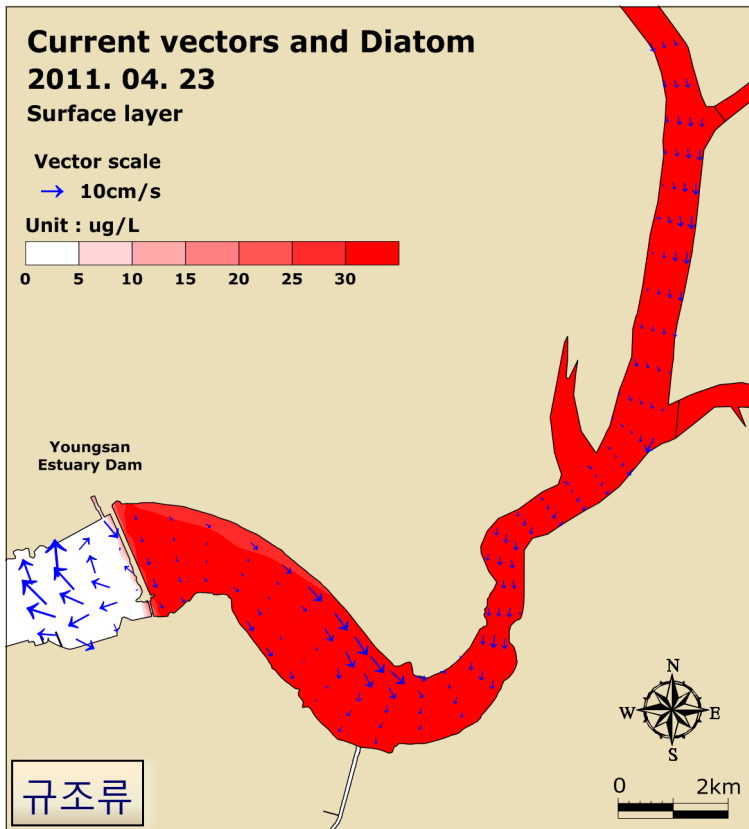 Current vectors and Diatom
2011. 04. 23
Surface layer
Vector scale
10cm/s
Unit : ug/L
0 5 10 15 20 25 30
Youngsan
Estuary Dam
N
W E
S
0 2km
규조류